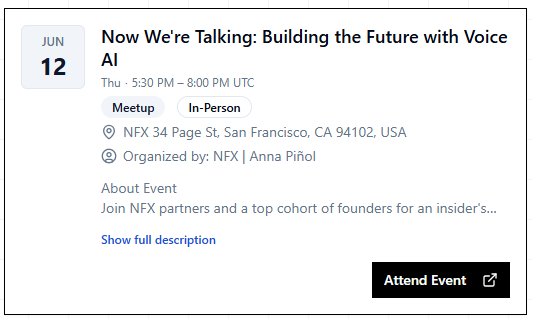 JUN
12
Now We're Talking: Building the Future with Voice
AI
Thu · 5:30 PM – 8:00 PM UTC
Meetup
In-Person
NFX 34 Page St, San Francisco, CA 94102, USA
Organized by: NFX | Anna Piñol
About Event
Join NFX partners and a top cohort of founders for an insider's...
Show full description
Attend Event